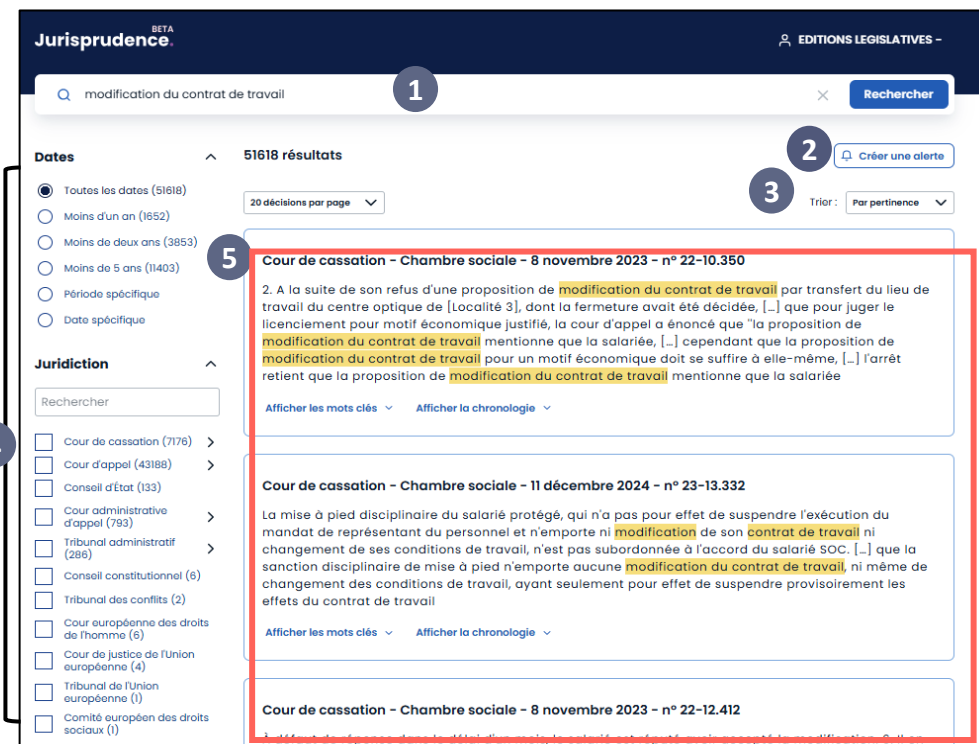 BETA
Jurisprudence.
EDITIONS LEGISLATIVES -
modification du contrat de travail
1
Rechercher
Dates
51618 résultats
2
Créer une alerte
Toutes les dates (51618)
Moins d'un an (1652)
Moins de deux ans (3853)
Moins de 5 ans (11403)
Période spécifique
Date spécifique
20 décisions par page
3
Trier :
Par pertinence
5
Cour de cassation - Chambre sociale - 8 novembre 2023 - n° 22-10.350
2. A la suite de son refus d'une proposition de modification du contrat de travail par transfert du lieu de
travail du centre optique de [Localité 3], dont la fermeture avait été décidée, […] que pour juger le
licenciement pour motif économique justifié, la cour d'appel a énoncé que "la proposition de
modification du contrat de travail mentionne que la salariée, […] cependant que la proposition de
modification du contrat de travail pour un motif économique doit se suffire à elle-même, […] l'arrêt
retient que la proposition de modification du contrat de travail mentionne que la salariée
Afficher les mots clés
Afficher la chronologie
Juridiction
Rechercher
Cour de cassation (7176)
Cour d'appel (43188)
Conseil d'État (133)
Cour administrative
d'appel (793)
Tribunal administratif
(286)
Conseil constitutionnel (6)
Tribunal des conflits (2)
Cour européenne des droits
de l'homme (6)
Cour de justice de l'Union
européenne (4)
Tribunal de l'Union
européenne (1)
Comité européen des droits
sociaux (1)
Cour de cassation - Chambre sociale - 11 décembre 2024 - n° 23-13.332
La mise à pied disciplinaire du salarié protégé, qui n'a pas pour effet de suspendre l'exécution du
mandat de représentant du personnel et n'emporte ni modification de son contrat de travail ni
changement de ses conditions de travail, n'est pas subordonnée à l'accord du salarié SOC. […] que la
sanction disciplinaire de mise à pied n'emporte aucune modification du contrat de travail, ni même de
changement des conditions de travail, ayant seulement pour effet de suspendre provisoirement les
effets du contrat de travail
Afficher les mots clés
Afficher la chronologie
Cour de cassation - Chambre sociale - 8 novembre 2023 - n° 22-12.412